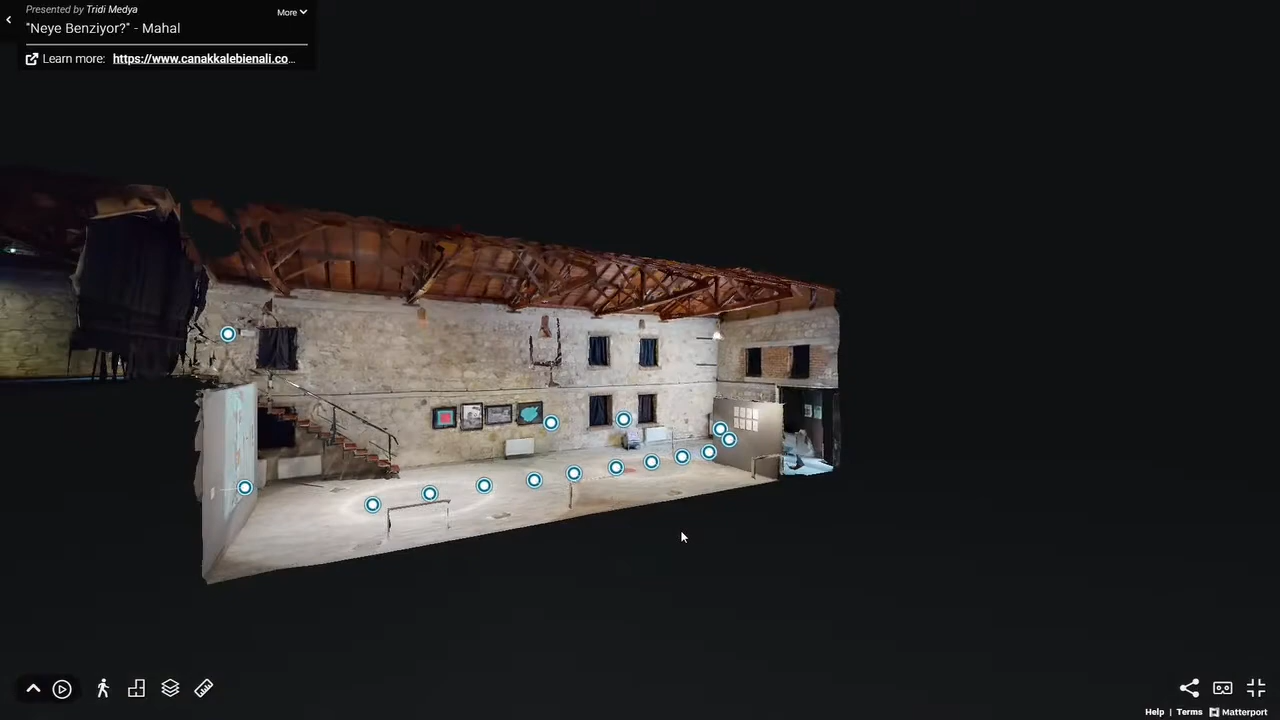 Presented by Tridi Medya
More
"Neye Benziyor?" - Mahal
Learn more: https://www.canakkalebienali.co...
Help | Terms Matterport